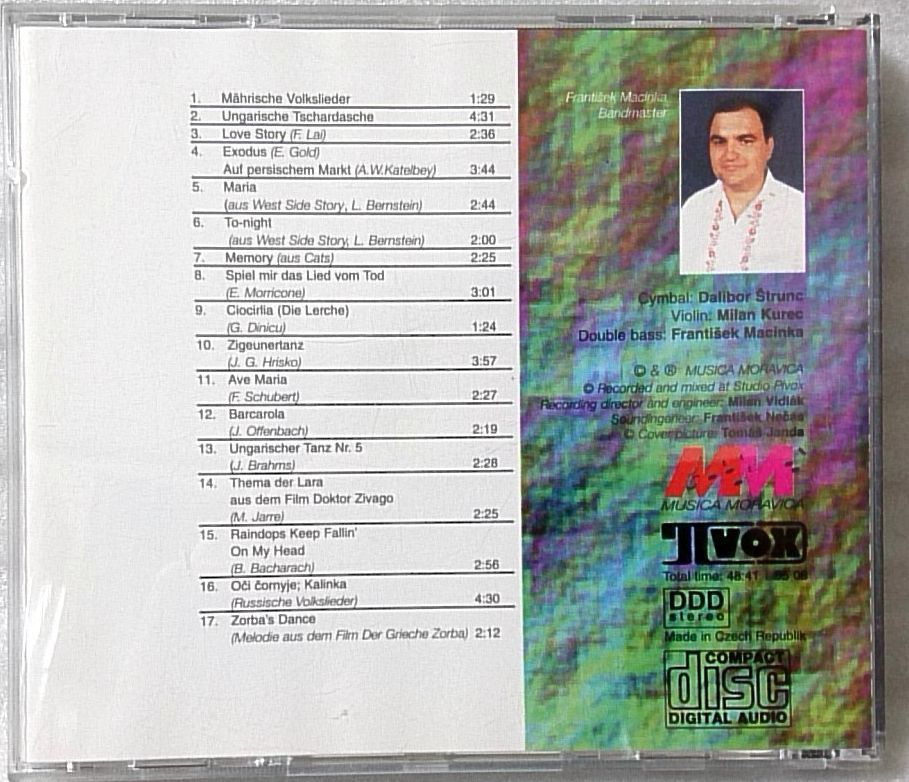 1. Mährische Volkslieder 1:29
2. Ungarische Tschardasche 4:31
3. Love Story (F. Lai) 2:36
4. Exodus (E. Gold)
Auf persischem Markt (A.W.Katelbey) 3:44
5. Maria
(aus West Side Story, L. Bernstein) 2:44
6. To-night
(aus West Side Story, L. Bernstein) 2:00
7. Memory (aus Cats) 2:25
8. Spiel mir das Lied vom Tod
(E. Morricone) 3:01
9. Ciocirlia (Die Lerche)
(G. Dinicu) 1:24
10. Zigeunertanz
(J. G. Hrisko) 3:57
11. Ave Maria
(F. Schubert) 2:27
12. Barcarola
(J. Offenbach) 2:19
13. Ungarischer Tanz Nr. 5
(J. Brahms) 2:28
14. Thema der Lara
aus dem Film Doktor Zivago
(M. Jarre) 2:25
15. Raindops Keep Fallin'
On My Head
(B. Bacharach) 2:56
16. Oči čornyje; Kalinka
(Russische Volkslieder) 4:30
17. Zorba's Dance
(Melodie aus dem Film Der Grieche Zorba) 2:12
František Macinka,
Bandmaster
Cymbal: Dalibor Štrunc
Violin: Milan Kurec
Double bass: František Macinka
© & ® MUSICA MORAVICA
© Recorded and mixed at Studio Pivox
Recording director and engineer: Milan Vidlák
Soundingeneer: František Nečas
© Cover picture: Tomáš Janda
MUSICA MORAVICA
VOX
Total time: 48:41
DDD
stereo
Made in Czech Republik
COMPACT
disc
DIGITAL AUDIO